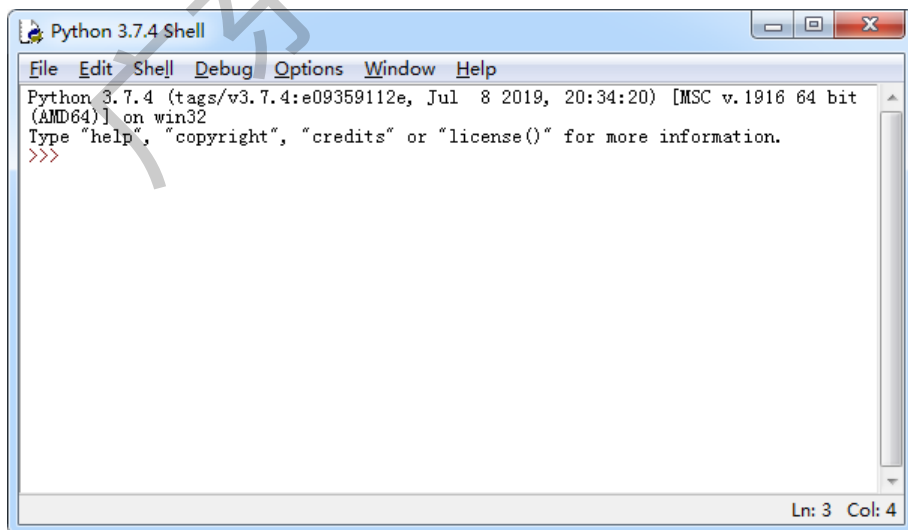 Python 3.7.4 Shell
File Edit Shell Debug Options Window Help
Python 3.7.4 (tags/v3.7.4:e09359112e, Jul  8 2019, 20:34:20) [MSC v.1916 64 bit
(AMD64)] on win32
Type "help", "copyright", "credits" or "license()" for more information.
>>>
Ln: 3 Col: 4